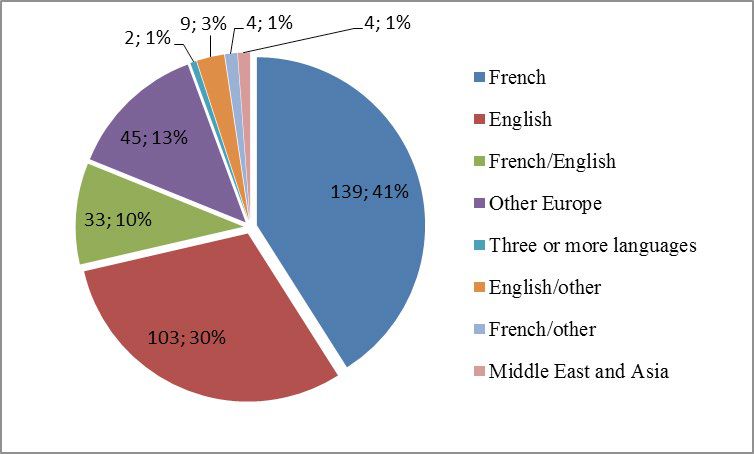 9; 3%
4; 1%
4; 1%
2; 1%
45; 13%
139; 41%
33; 10%
103; 30%
French
English
French/English
Other Europe
Three or more languages
English/other
French/other
Middle East and Asia